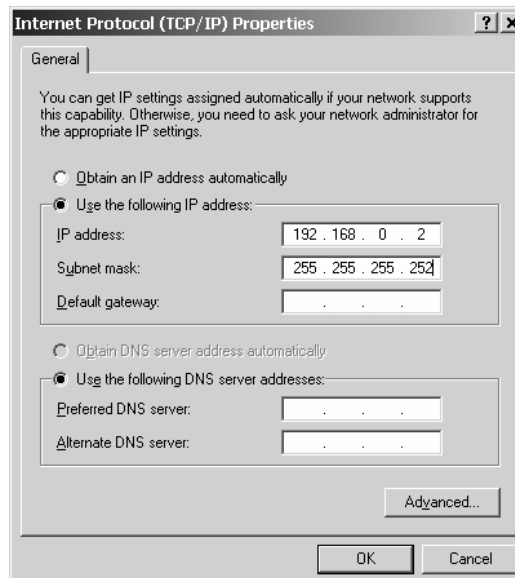 Internet Protocol (TCP/IP) Properties ? X
General
You can get IP settings assigned automatically if your network supports
this capability. Otherwise, you need to ask your network administrator for
the appropriate IP settings.
Obtain an IP address automatically
Use the following IP address:
IP address: 192 . 168 . 0 . 2
Subnet mask: 255 . 255 . 255 . 252
Default gateway: . . .
Obtain DNS server address automatically
Use the following DNS server addresses:
Preferred DNS server: . . .
Alternate DNS server: . . .
Advanced...
OK Cancel